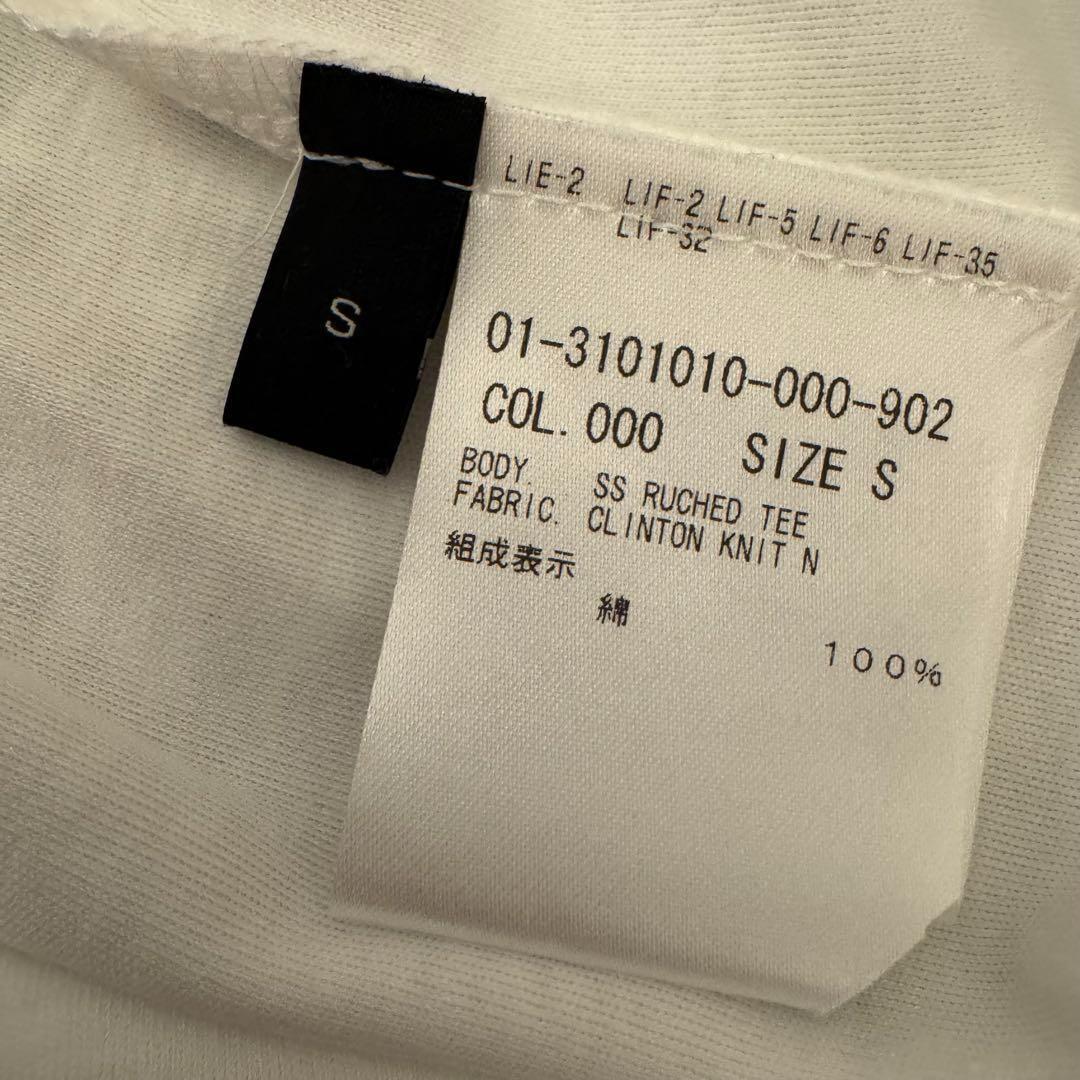 S
LIE-2 LIF-2 LIF-5 LIF-6 LIF-35
LIF-32
01-3101010-000-902
COL. 000 SIZE S
BODY. SS RUCHED TEE
FABRIC. CLINTON KNIT N
組成表示
綿
100%